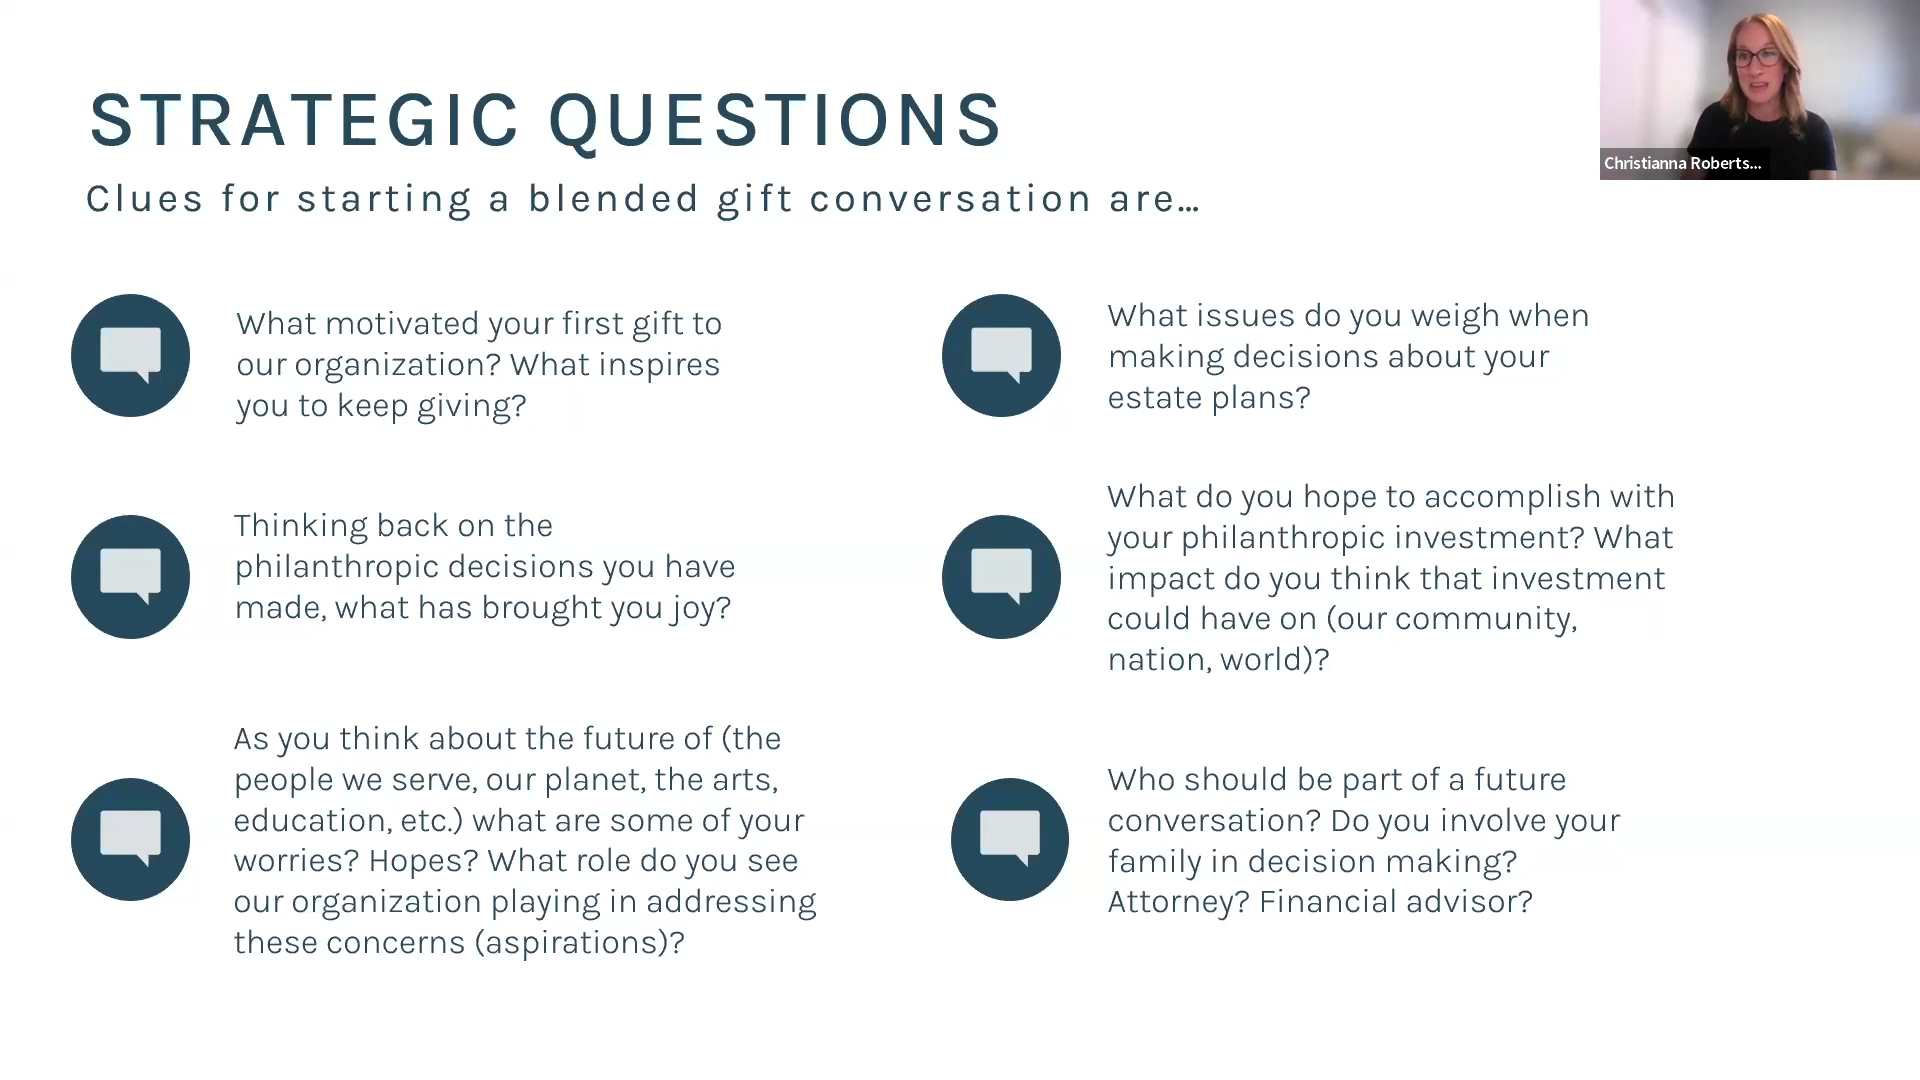 STRATEGIC QUESTIONS
Clues for starting a blended gift conversation are…
What motivated your first gift to
our organization? What inspires
you to keep giving?
Thinking back on the
philanthropic decisions you have
made, what has brought you joy?
As you think about the future of (the
people we serve, our planet, the arts,
education, etc.) what are some of your
worries? Hopes? What role do you see
our organization playing in addressing
these concerns (aspirations)?
What issues do you weigh when
making decisions about your
estate plans?
What do you hope to accomplish with
your philanthropic investment? What
impact do you think that investment
could have on (our community,
nation, world)?
Who should be part of a future
conversation? Do you involve your
family in decision making?
Attorney? Financial advisor?
Christianna Roberts...